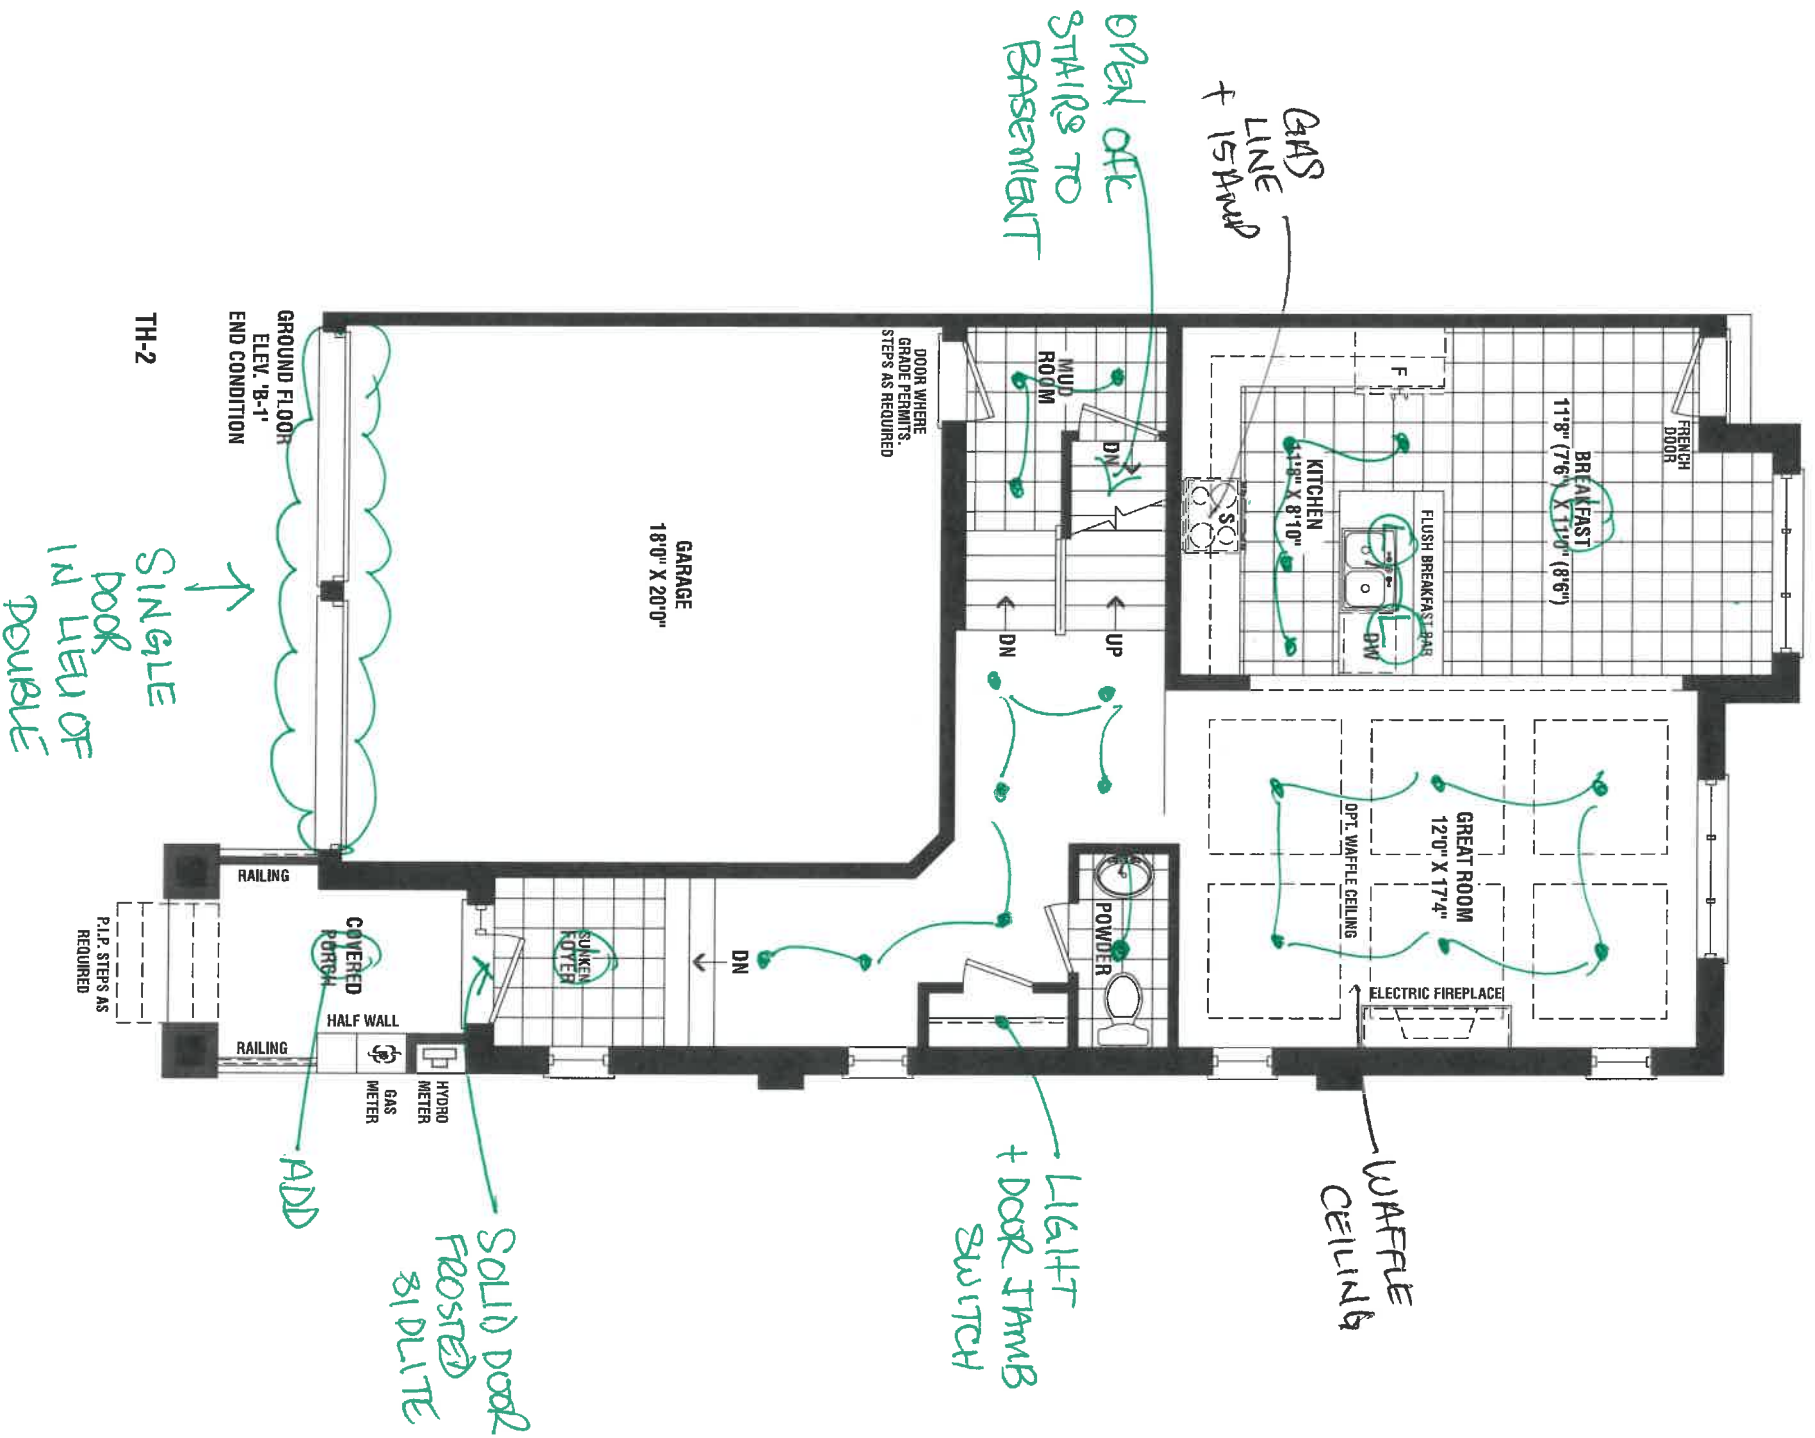 OPEN OAK
STAIRS TO
BASEMENT
GAS
LINE
+ 15AMP
FRENCH
DOOR
BREAKFAST
11'8" (7'6") X 11'0" (8'6")
F
KITCHEN
11'8" X 8'10"
FLUSH BREAKFAST BAR
L
L
DW
S
MUD
ROOM
DOOR WHERE
GRADE PERMITS.
STEPS AS REQUIRED
DN
DN
UP
GREAT ROOM
12'0" X 17'4"
OPT. WAFFLE CEILING
ELECTRIC FIREPLACE
WAFFLE
CEILING
POWDER
LIGHT
+ DOOR JAMB
SWITCH
GARAGE
18'0" X 20'0"
DN
SUNKEN
FOYER
COVERED
PORCH
RAILING
RAILING
HALF WALL
HYDRO
METER
GAS
METER
P.I.P. STEPS AS
REQUIRED
ADD
SOLID DOOR
FROSTED
SIDLITE
SINGLE
DOOR
IN LIEU OF
DOUBLE
GROUND FLOOR
ELEV. 'B-1'
END CONDITION
TH-2